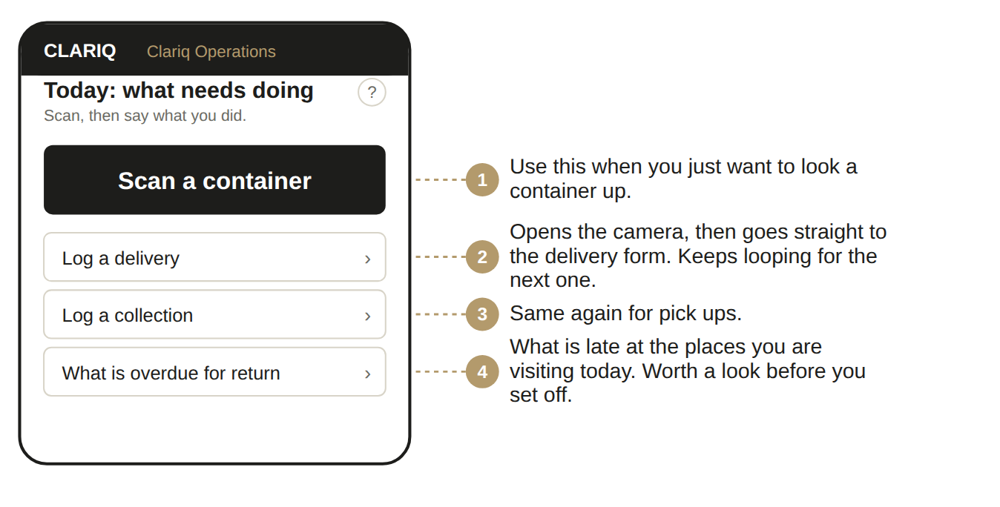 CLARIQ Clariq Operations
Today: what needs doing
?
Scan, then say what you did.
Scan a container
1
Use this when you just want to look a
container up.
Log a delivery ›
2
Opens the camera, then goes straight to
the delivery form. Keeps looping for the
next one.
Log a collection ›
3
Same again for pick ups.
What is overdue for return ›
4
What is late at the places you are
visiting today. Worth a look before you
set off.